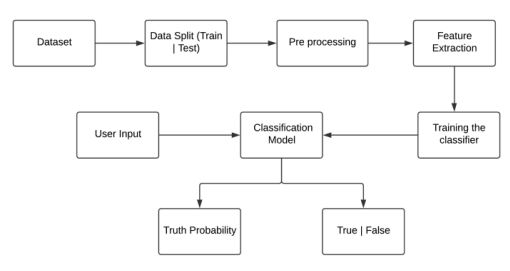 Dataset
Data Split (Train
| Test)
Pre processing
Feature
Extraction
User Input
Classification
Model
Training the
classifier
Truth Probability
True | False